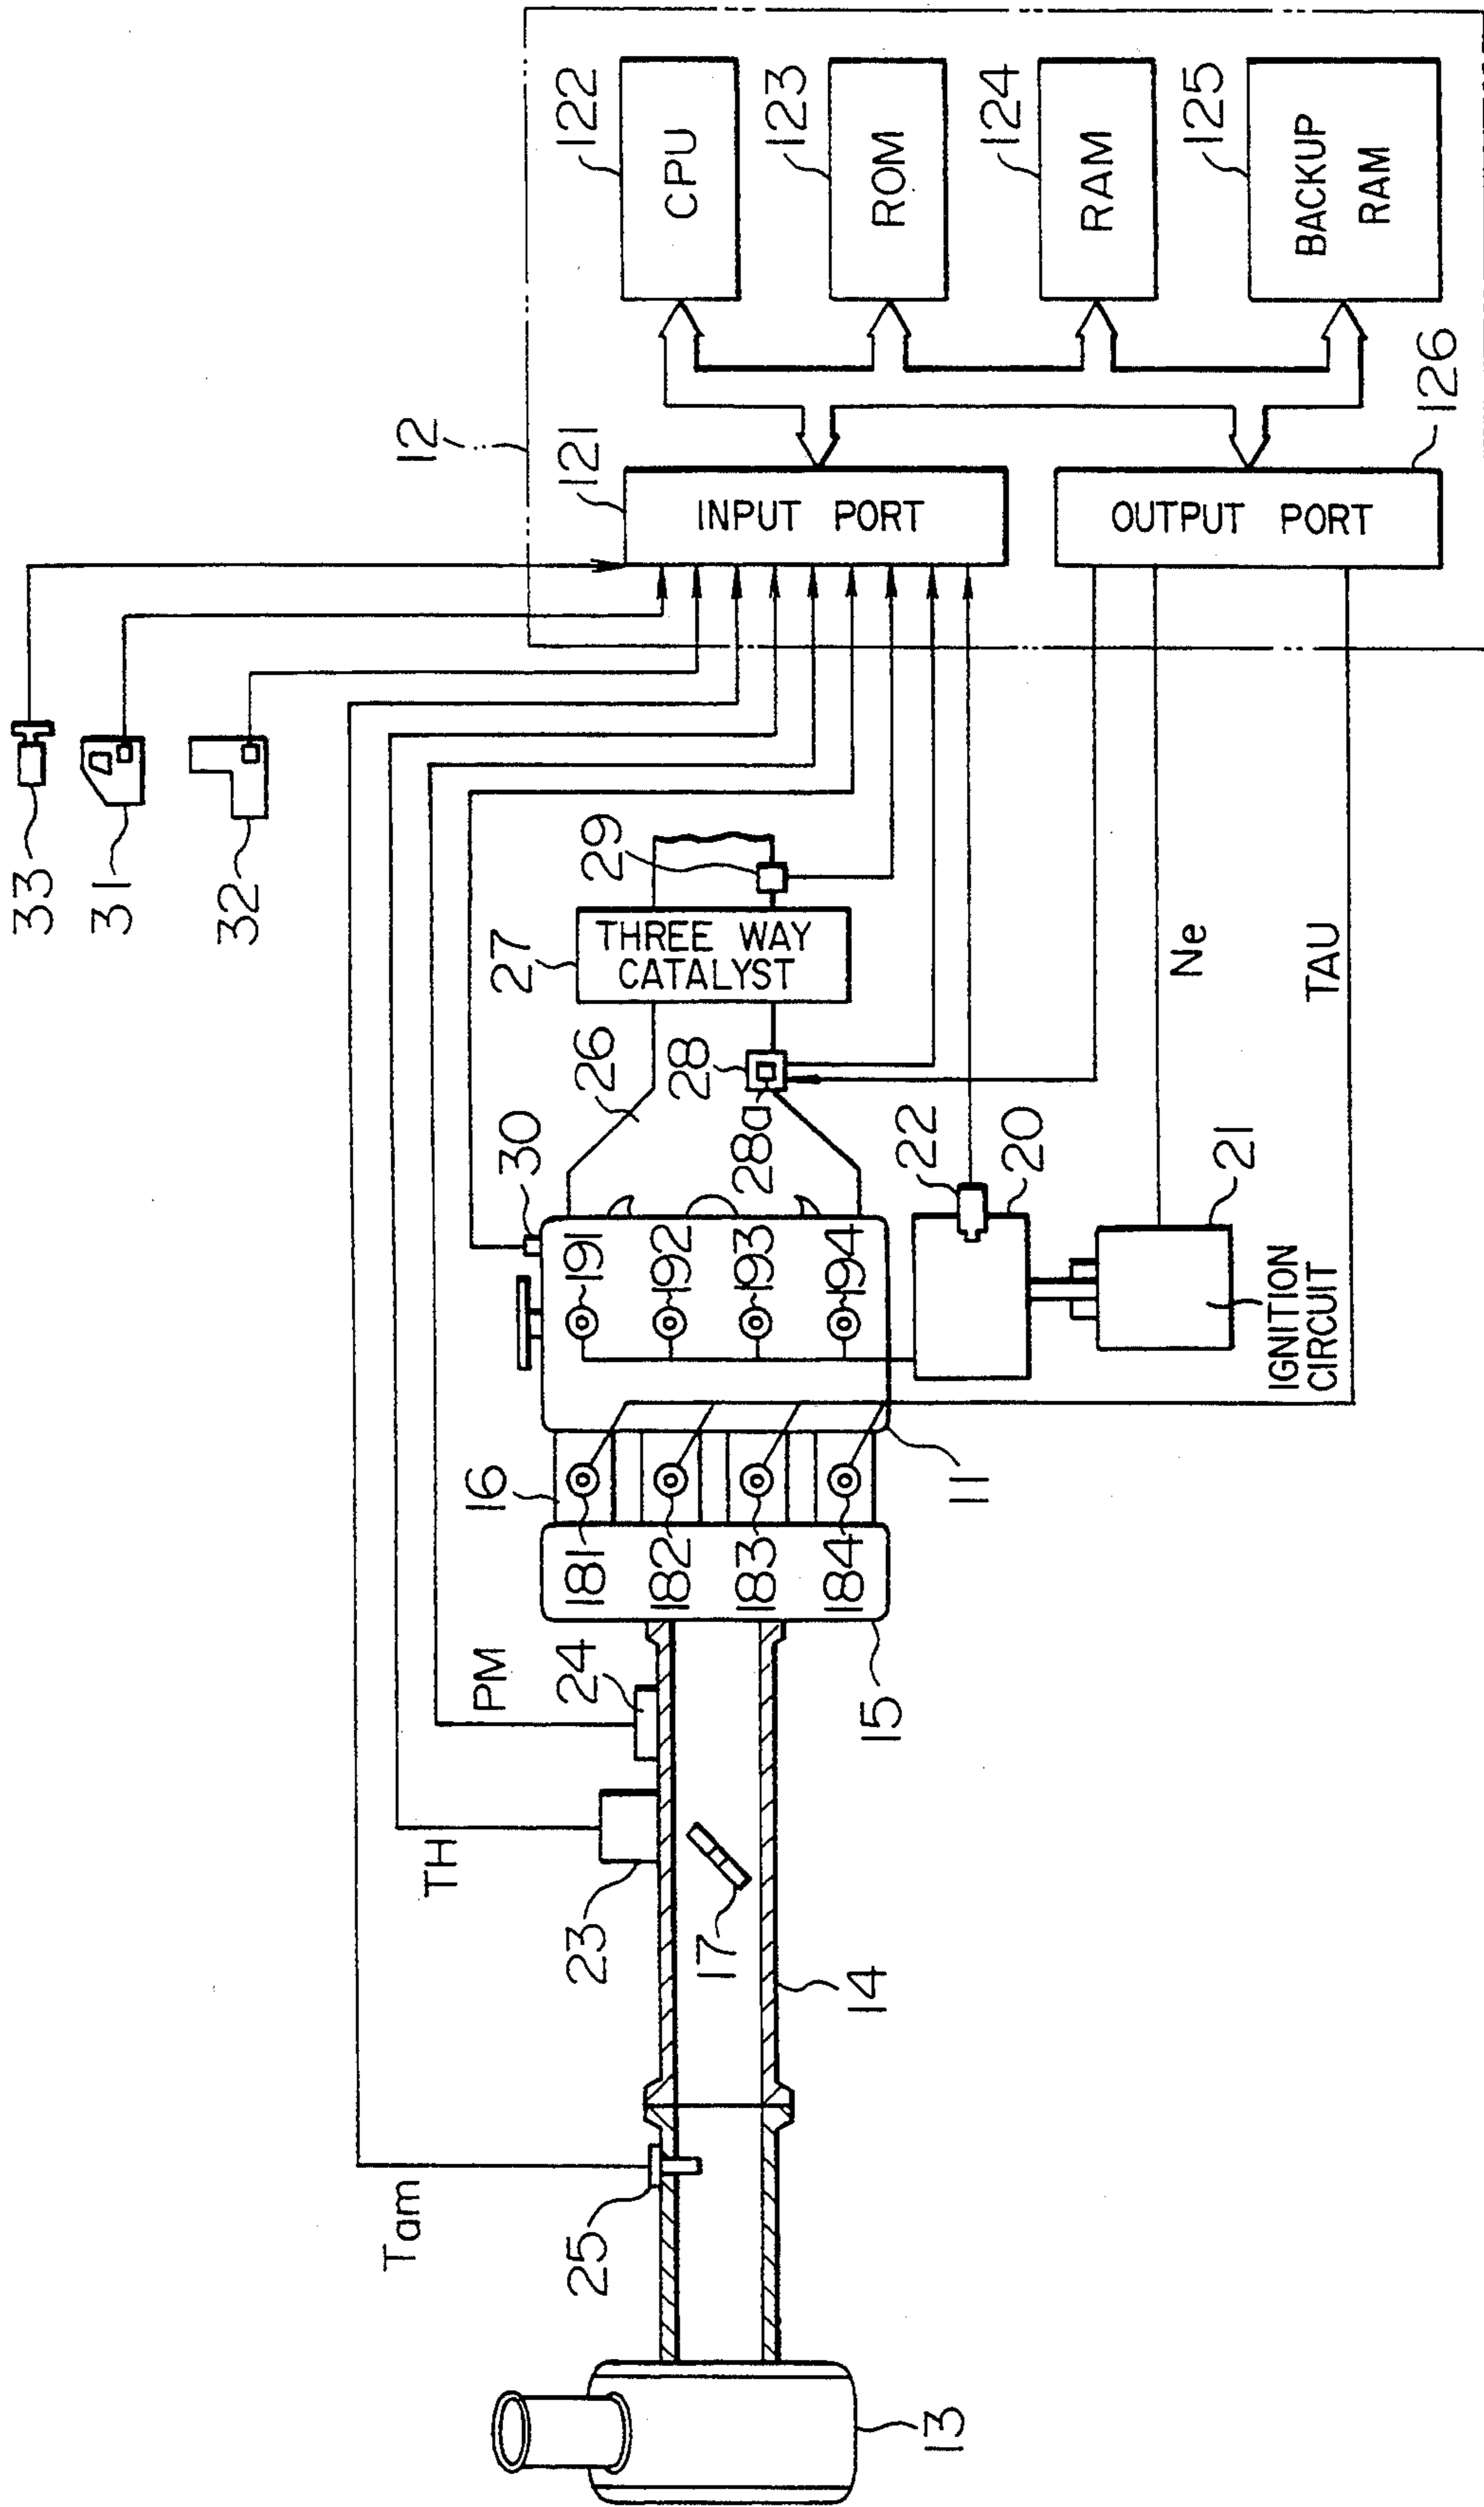 33
31
32
12
121
INPUT PORT
122
CPU
123
ROM
124
RAM
125
BACKUP
RAM
126
OUTPUT PORT
Tam
TH
PM
30
27
THREE WAY
CATALYST
29
26
28
28a
22
20
Ne
21
IGNITION
CIRCUIT
TAU
191
192
193
194
16
181
182
183
184
11
15
24
23
17
14
25
13